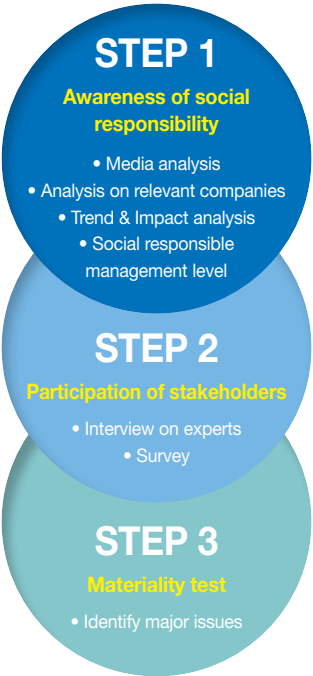 STEP 1
Awareness of social
responsibility
• Media analysis
• Analysis on relevant companies
• Trend & Impact analysis
• Social responsible
management level
STEP 2
Participation of stakeholders
• Interview on experts
• Survey
STEP 3
Materiality test
• Identify major issues